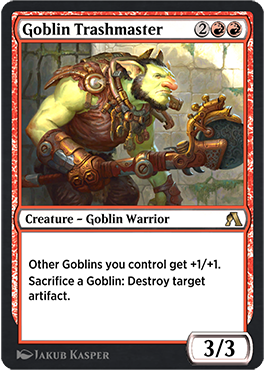 Goblin Trashmaster 2
Creature – Goblin Warrior
Other Goblins you control get +1/+1.
Sacrifice a Goblin: Destroy target
artifact.
Jakub Kasper
3/3